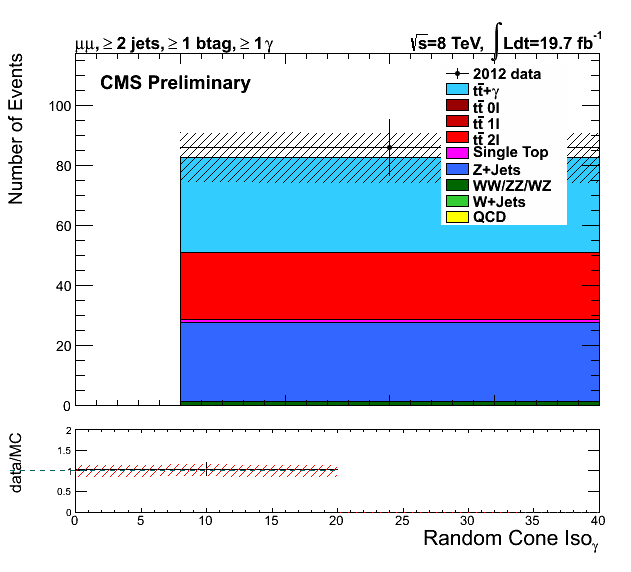 μμ, ≥ 2 jets, ≥ 1 btag, ≥ 1 γ
√s=8 TeV, ∫ Ldt=19.7 fb⁻¹
CMS Preliminary
2012 data
tt̄+γ
tt̄ 0l
tt̄ 1l
tt̄ 2l
Single Top
Z+Jets
WW/ZZ/WZ
W+Jets
QCD
Number of Events
100
80
60
40
20
0
data/MC
2
1.5
1
0.5
0
0 5 10 15 20 25 30 35 40
Random Cone Isoᵧ